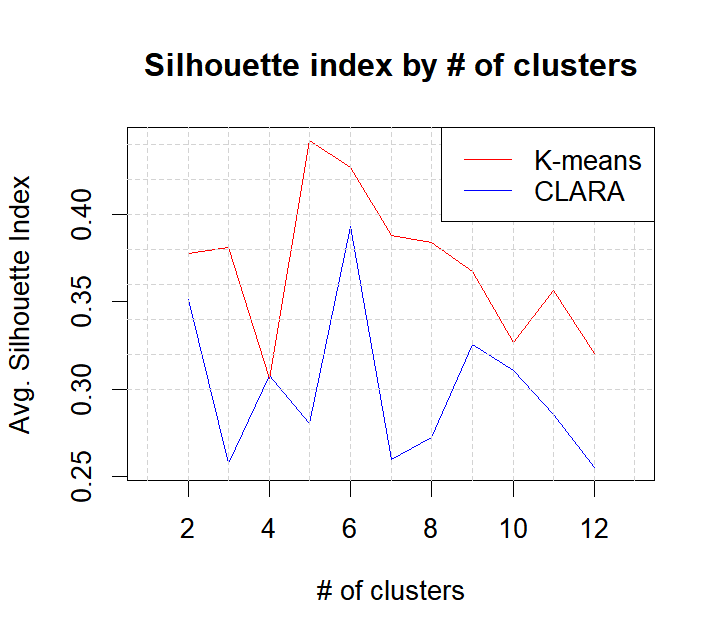 Silhouette index by # of clusters
K-means
CLARA
Avg. Silhouette Index
0.40
0.35
0.30
0.25
2 4 6 8 10 12
# of clusters